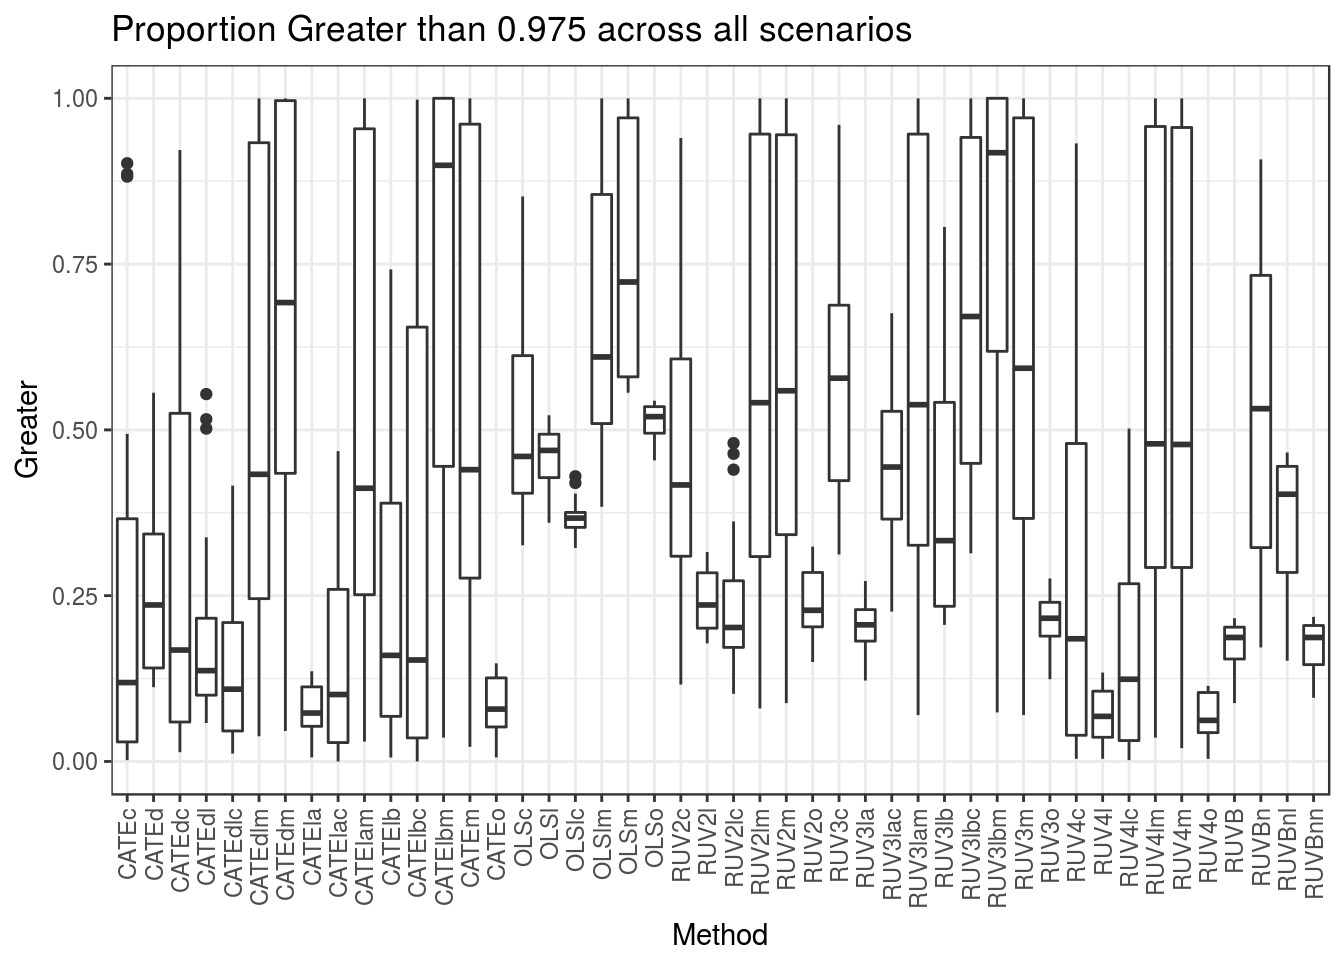 Proportion Greater than 0.975 across all scenarios
1.00
0.75
0.50
0.25
0.00
Greater
CATEc
CATEd
CATEdc
CATEdl
CATEdlc
CATEdlm
CATEdm
CATEla
CATElac
CATElam
CATElb
CATElbc
CATElbm
CATEm
CATEo
OLSc
OLSl
OLSlc
OLSlm
OLSm
OLSo
RUV2c
RUV2l
RUV2lc
RUV2lm
RUV2m
RUV2o
RUV3c
RUV3la
RUV3lac
RUV3lam
RUV3lb
RUV3lbc
RUV3lbm
RUV3m
RUV3o
RUV4c
RUV4l
RUV4lc
RUV4lm
RUV4m
RUV4o
RUVB
RUVBn
RUVBnl
RUVBnn
Method